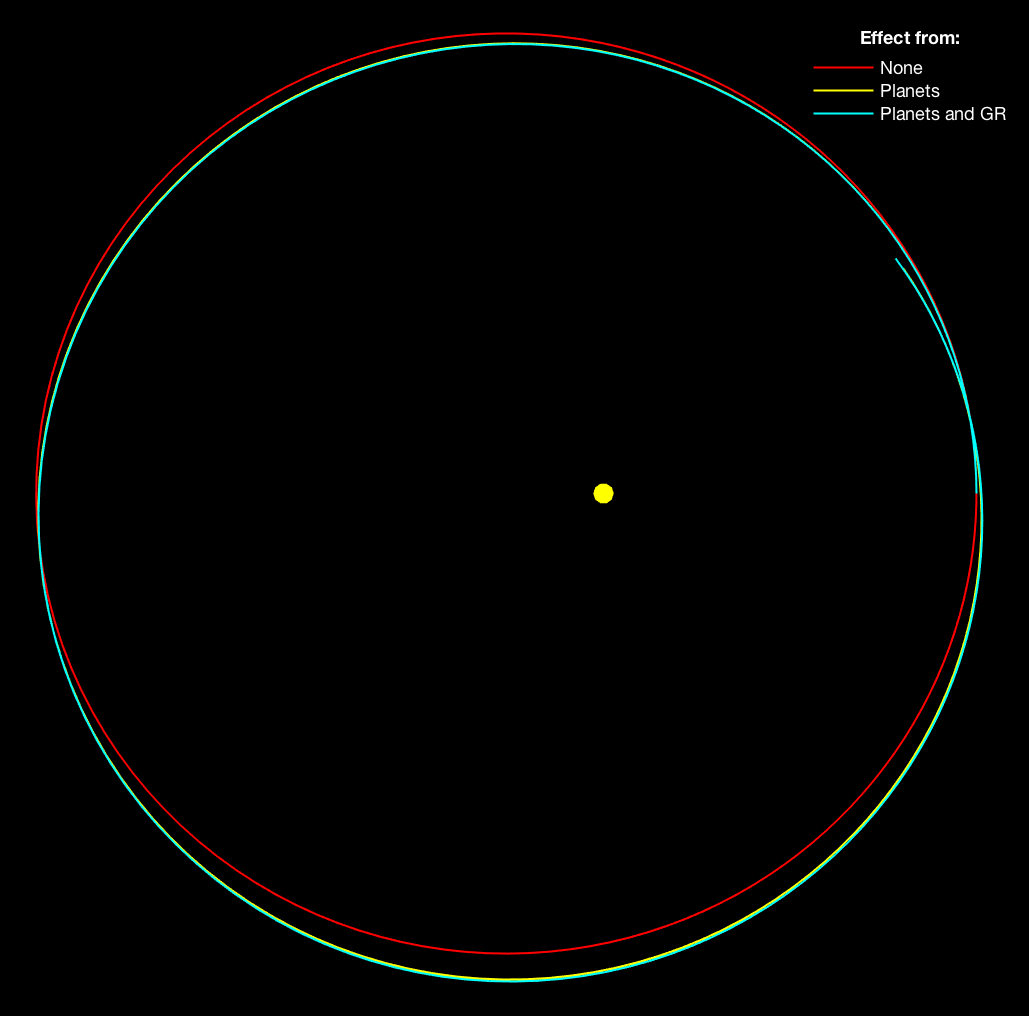 Effect from:
None
Planets
Planets and GR